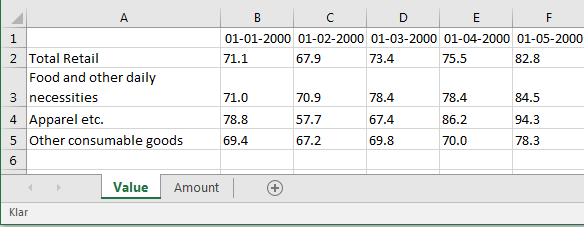 A B C D E F
1 01-01-2000 01-02-2000 01-03-2000 01-04-2000 01-05-2000
2 Total Retail 71.1 67.9 73.4 75.5 82.8
Food and other daily
3 necessities 71.0 70.9 78.4 78.4 84.5
4 Apparel etc. 78.8 57.7 67.4 86.2 94.3
5 Other consumable goods 69.4 67.2 69.8 70.0 78.3
6
Value Amount
Klar